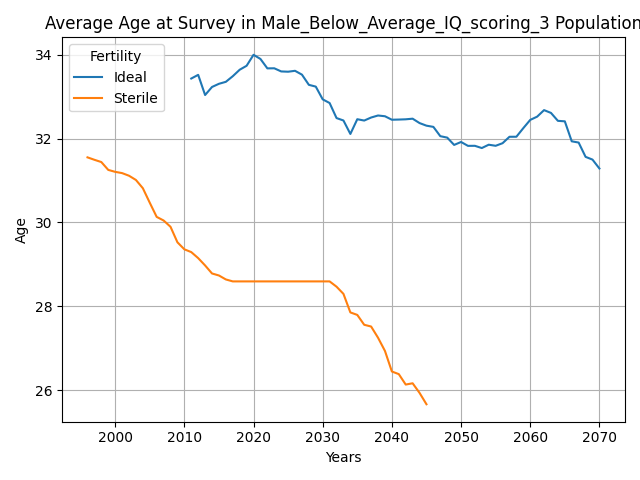 Average Age at Survey in Male_Below_Average_IQ_scoring_3 Population
Fertility
Ideal
Sterile
34
32
30
28
26
Age
2000 2010 2020 2030 2040 2050 2060 2070
Years